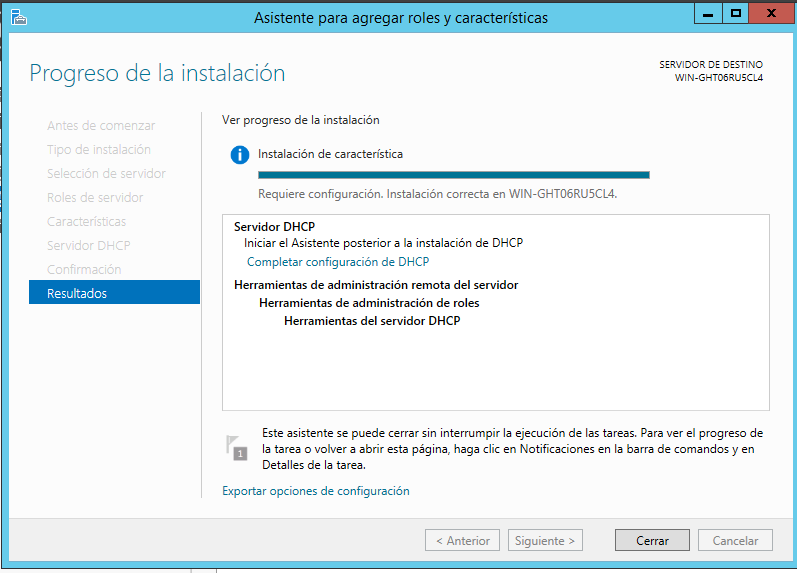 Asistente para agregar roles y características
Progreso de la instalación
SERVIDOR DE DESTINO
WIN-GHT06RU5CL4
Antes de comenzar
Tipo de instalación
Selección de servidor
Roles de servidor
Características
Servidor DHCP
Confirmación
Resultados
Ver progreso de la instalación
Instalación de característica
Requiere configuración. Instalación correcta en WIN-GHT06RU5CL4.
Servidor DHCP
Iniciar el Asistente posterior a la instalación de DHCP
Completar configuración de DHCP
Herramientas de administración remota del servidor
Herramientas de administración de roles
Herramientas del servidor DHCP
1
Este asistente se puede cerrar sin interrumpir la ejecución de las tareas. Para ver el progreso de
la tarea o volver a abrir esta página, haga clic en Notificaciones en la barra de comandos y en
Detalles de la tarea.
Exportar opciones de configuración
< Anterior
Siguiente >
Cerrar
Cancelar